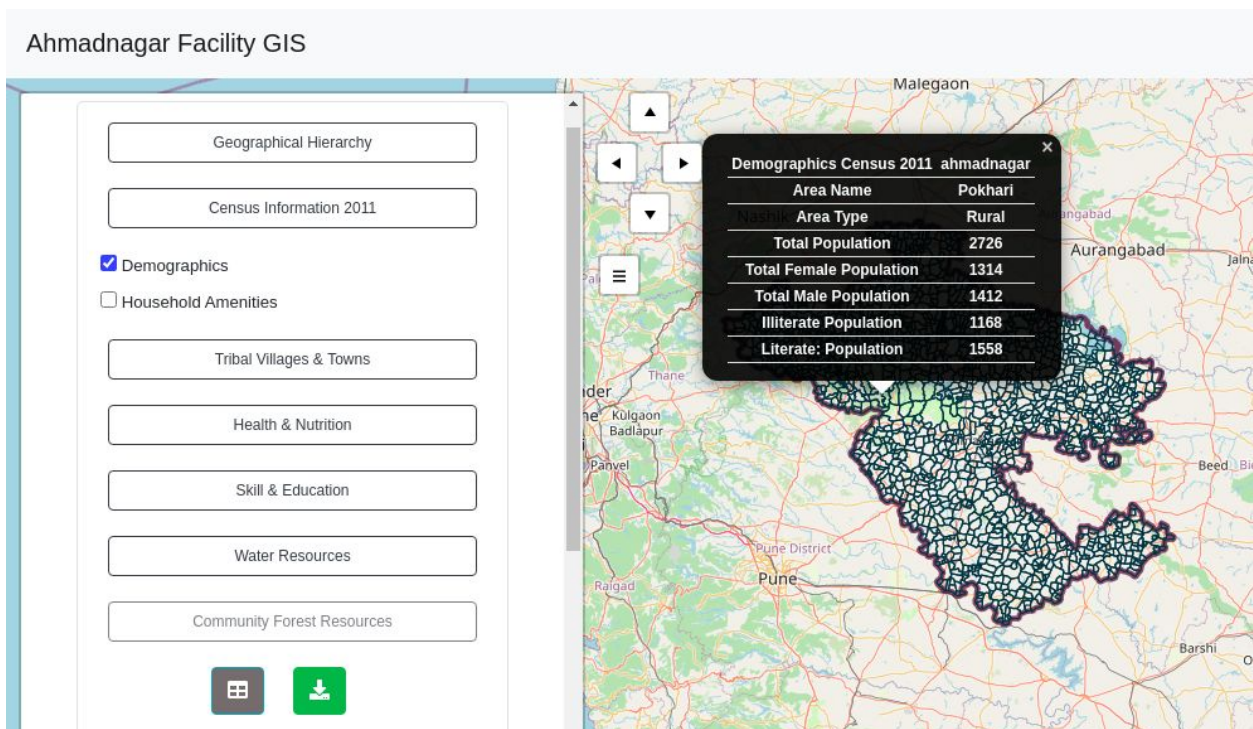 Ahmadnagar Facility GIS
Geographical Hierarchy
Census Information 2011
Demographics
Household Amenities
Tribal Villages & Towns
Health & Nutrition
Skill & Education
Water Resources
Community Forest Resources
Malegaon
×
Demographics Census 2011 ahmadnagar
Area Name Pokhari
Area Type Rural
Total Population 2726
Total Female Population 1314
Total Male Population 1412
Illiterate Population 1168
Literate: Population 1558
Aurangabad
Thane
Kulgaon
Badlapur
Panvel
Beed
Pune District
Pune
Raigad
Barshi